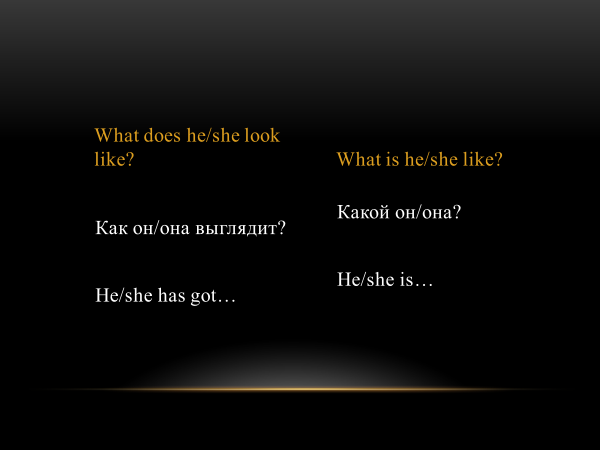 What does he/she look
like?
Как он/она выглядит?
He/she has got…
What is he/she like?
Какой он/она?
He/she is…